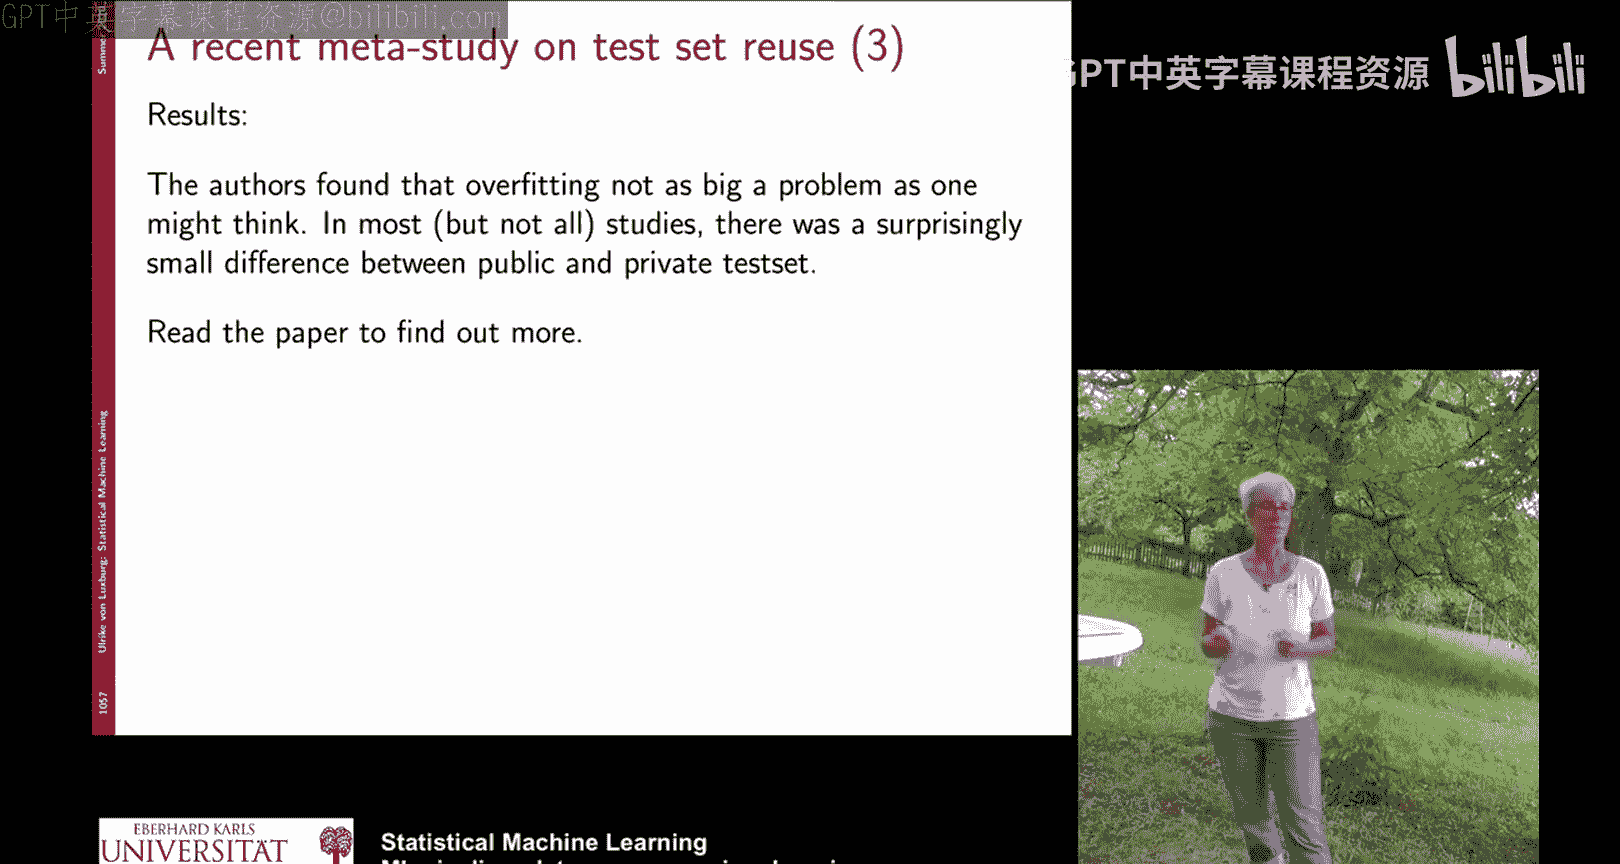 GPT中英字幕课程资源@bilibili.com
A recent meta-study on test set reuse (3)
GPT中英字幕课程资源 bilibili
Results:
The authors found that overfitting not as big a problem as one
might think. In most (but not all) studies, there was a surprisingly
small difference between public and private testset.
Read the paper to find out more.
Ulrike von Luxburg: Statistical Machine Learning
1057
EBERHARD KARLS
UNIVERSITÄT
Statistical Machine Learning